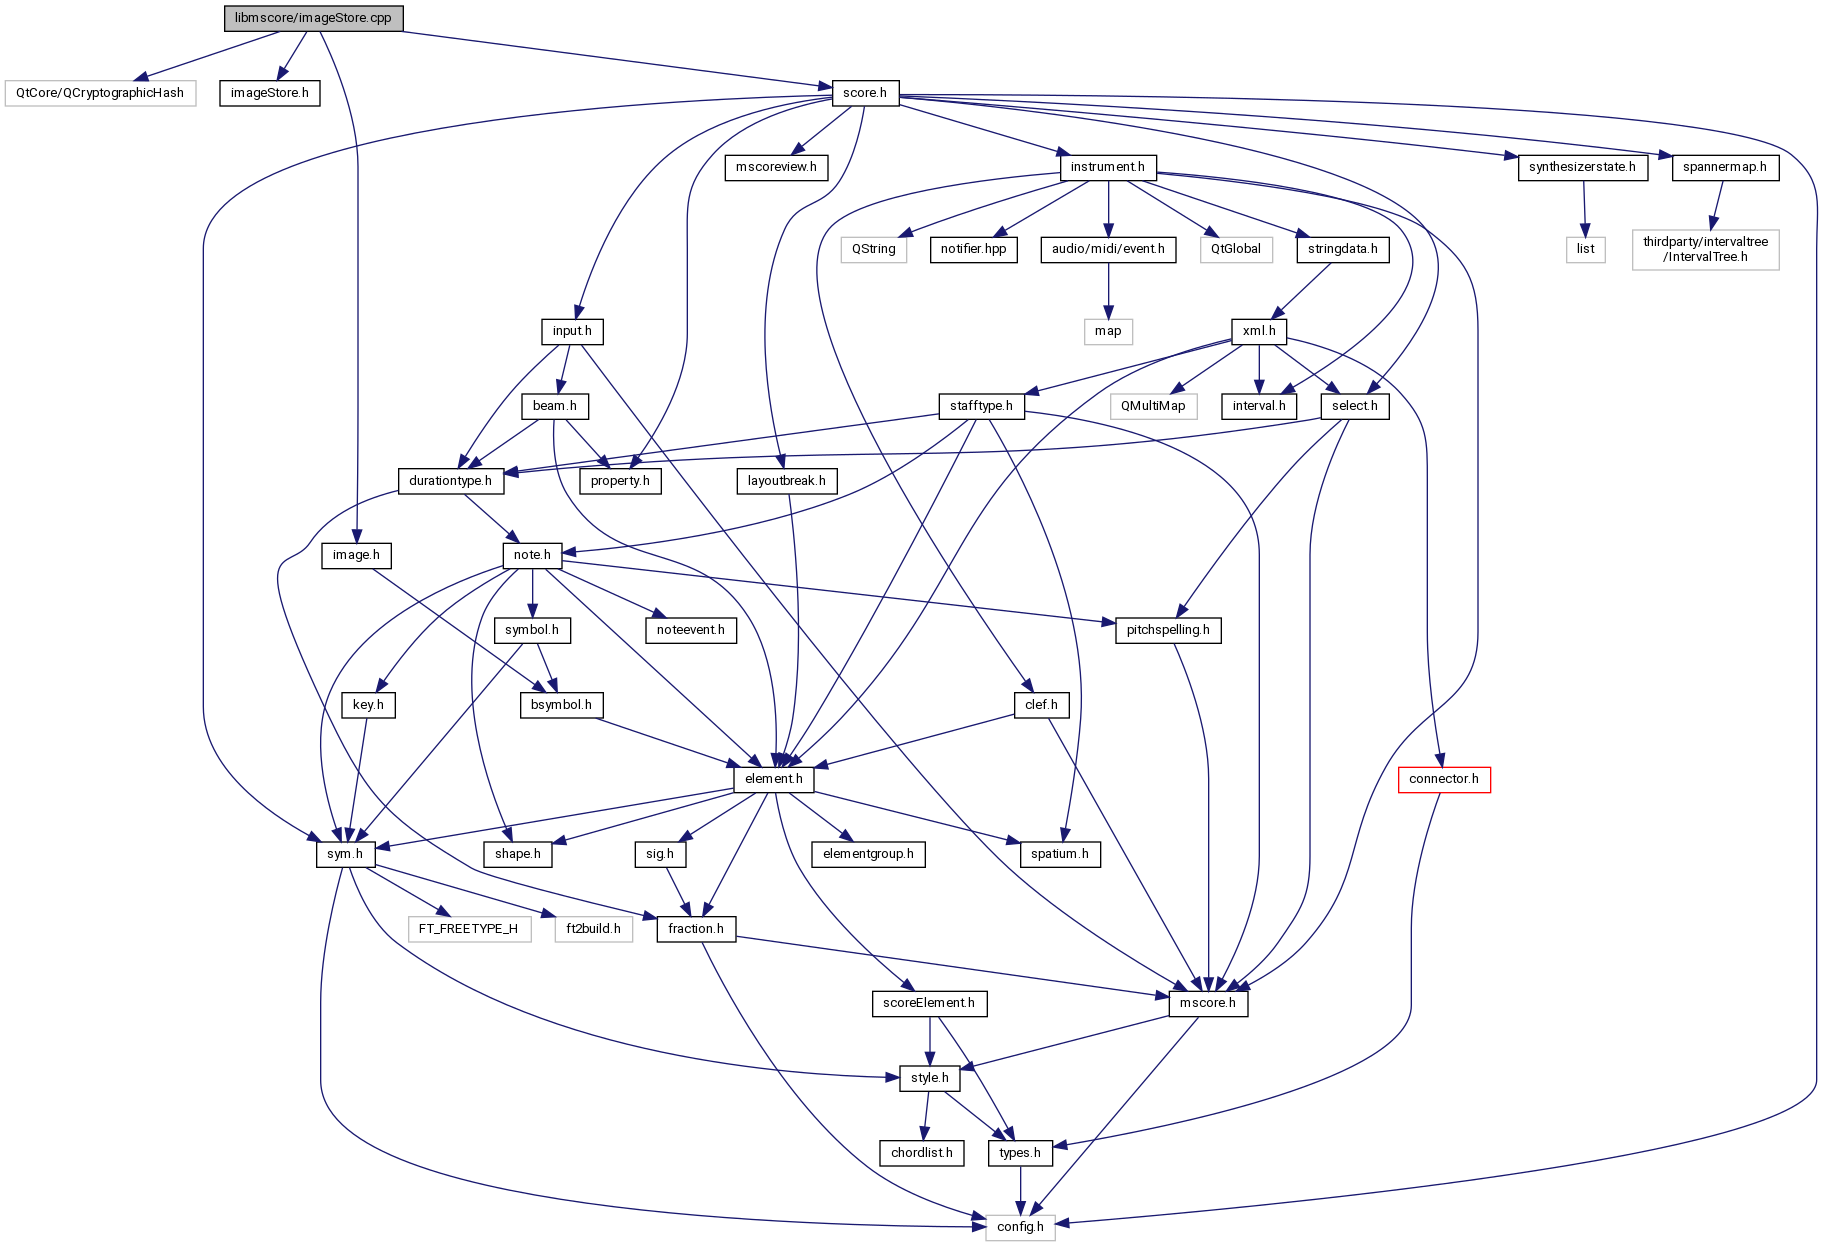 libmscore/imageStore.cpp
QtCore/QCryptographicHash
imageStore.h
score.h
mscoreview.h
instrument.h
synthesizerstate.h
spannermap.h
QString
notifier.hpp
audio/midi/event.h
QtGlobal
stringdata.h
list
thirdparty/intervaltree
/IntervalTree.h
input.h
map
xml.h
beam.h
stafftype.h
QMultiMap
interval.h
select.h
durationtype.h
property.h
layoutbreak.h
image.h
note.h
symbol.h
noteevent.h
pitchspelling.h
key.h
bsymbol.h
clef.h
element.h
connector.h
sym.h
shape.h
sig.h
elementgroup.h
spatium.h
FT_FREETYPE_H
ft2build.h
fraction.h
scoreElement.h
mscore.h
style.h
chordlist.h
types.h
config.h